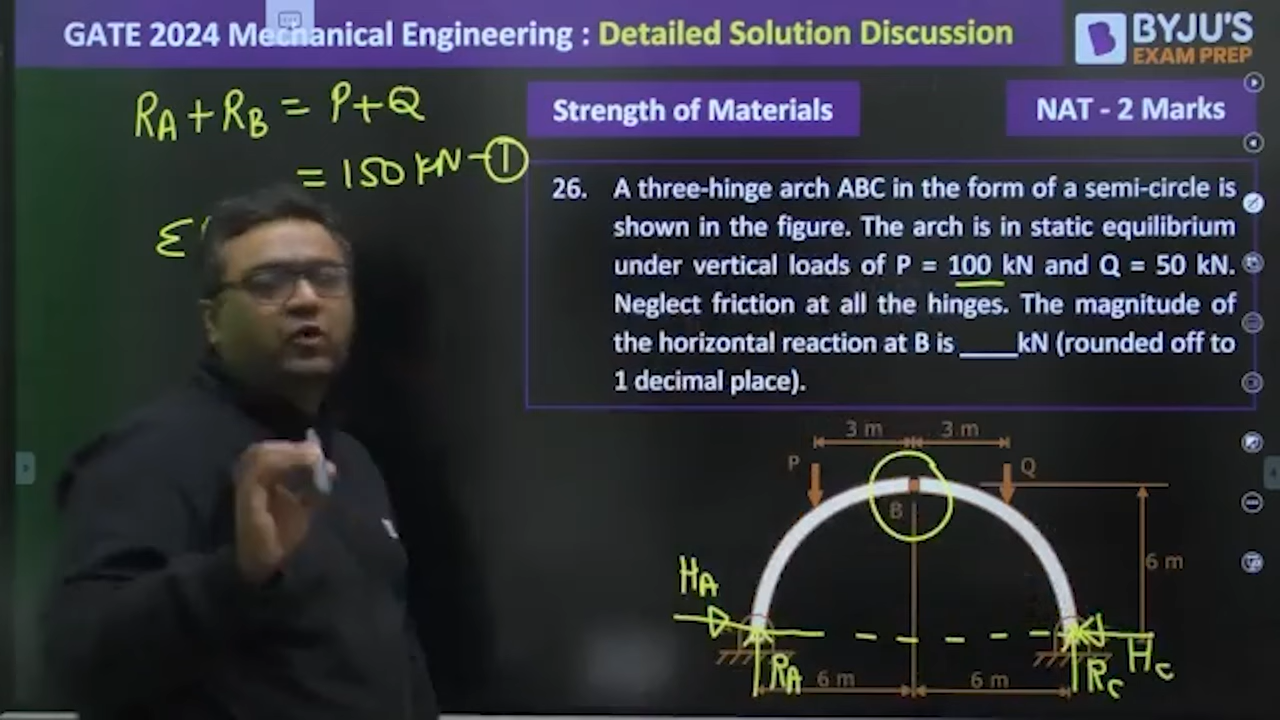 GATE 2024 Mechanical Engineering : Detailed Solution Discussion
BYJU'S
EXAM PREP
R_A + R_B = P+Q
= 150 kN - ①
Strength of Materials
NAT - 2 Marks
26. A three-hinge arch ABC in the form of a semi-circle is
shown in the figure. The arch is in static equilibrium
under vertical loads of P = 100 kN and Q = 50 kN.
Neglect friction at all the hinges. The magnitude of
the horizontal reaction at B is ____kN (rounded off to
1 decimal place).
3 m 3 m
P Q
B
6 m
H_A
H_C
R_A 6 m 6 m R_C